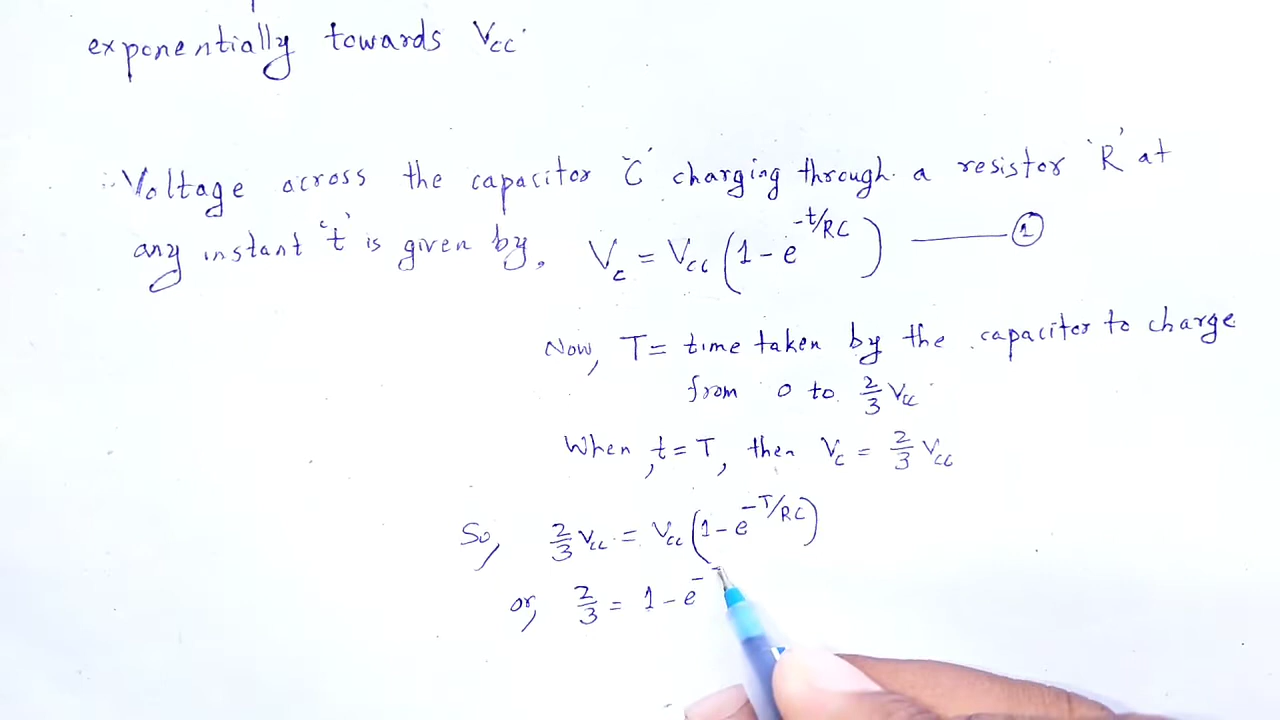 exponentially towards Vcc.
∴ Voltage across the capacitor 'C' charging through a resistor 'R' at
any instant 't' is given by, Vc = Vcc (1 - e^-t/RC) —— ①
Now, T = time taken by the capacitor to charge
from 0 to 2/3 Vcc.
When, t = T, then Vc = 2/3 Vcc
So, 2/3 Vcc = Vcc (1 - e^-T/RC)
or, 2/3 = 1 - e^-